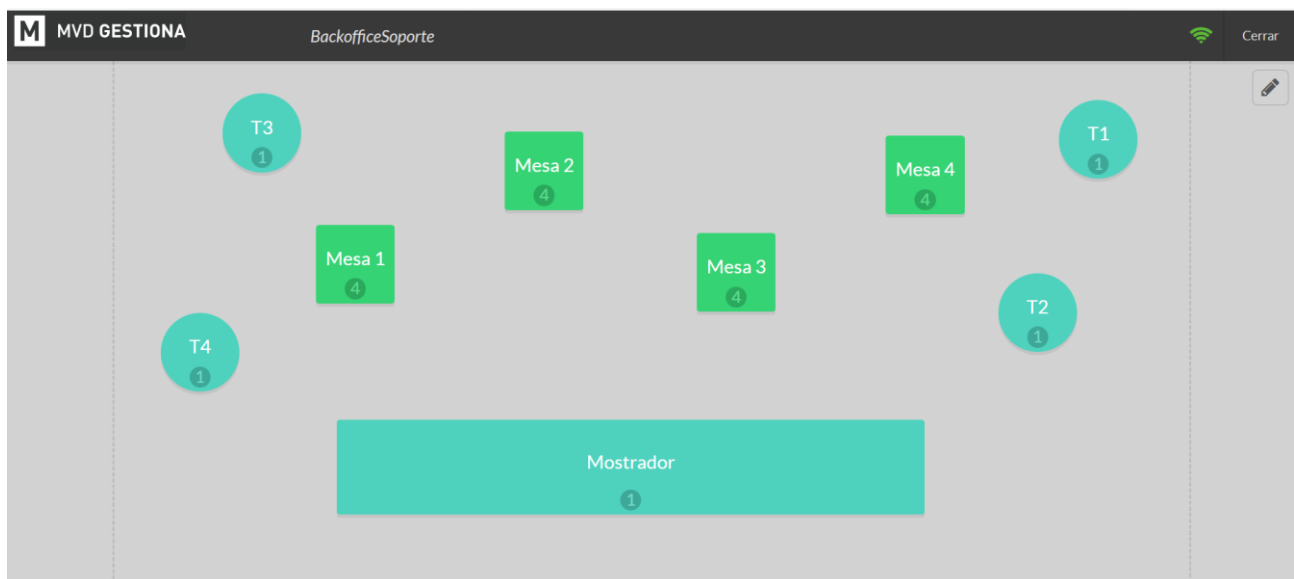 M MVD GESTIONA
BackofficeSoporte
Cerrar
T3
1
Mesa 2
4
Mesa 4
4
T1
1
Mesa 1
4
Mesa 3
4
T2
1
T4
1
Mostrador
1